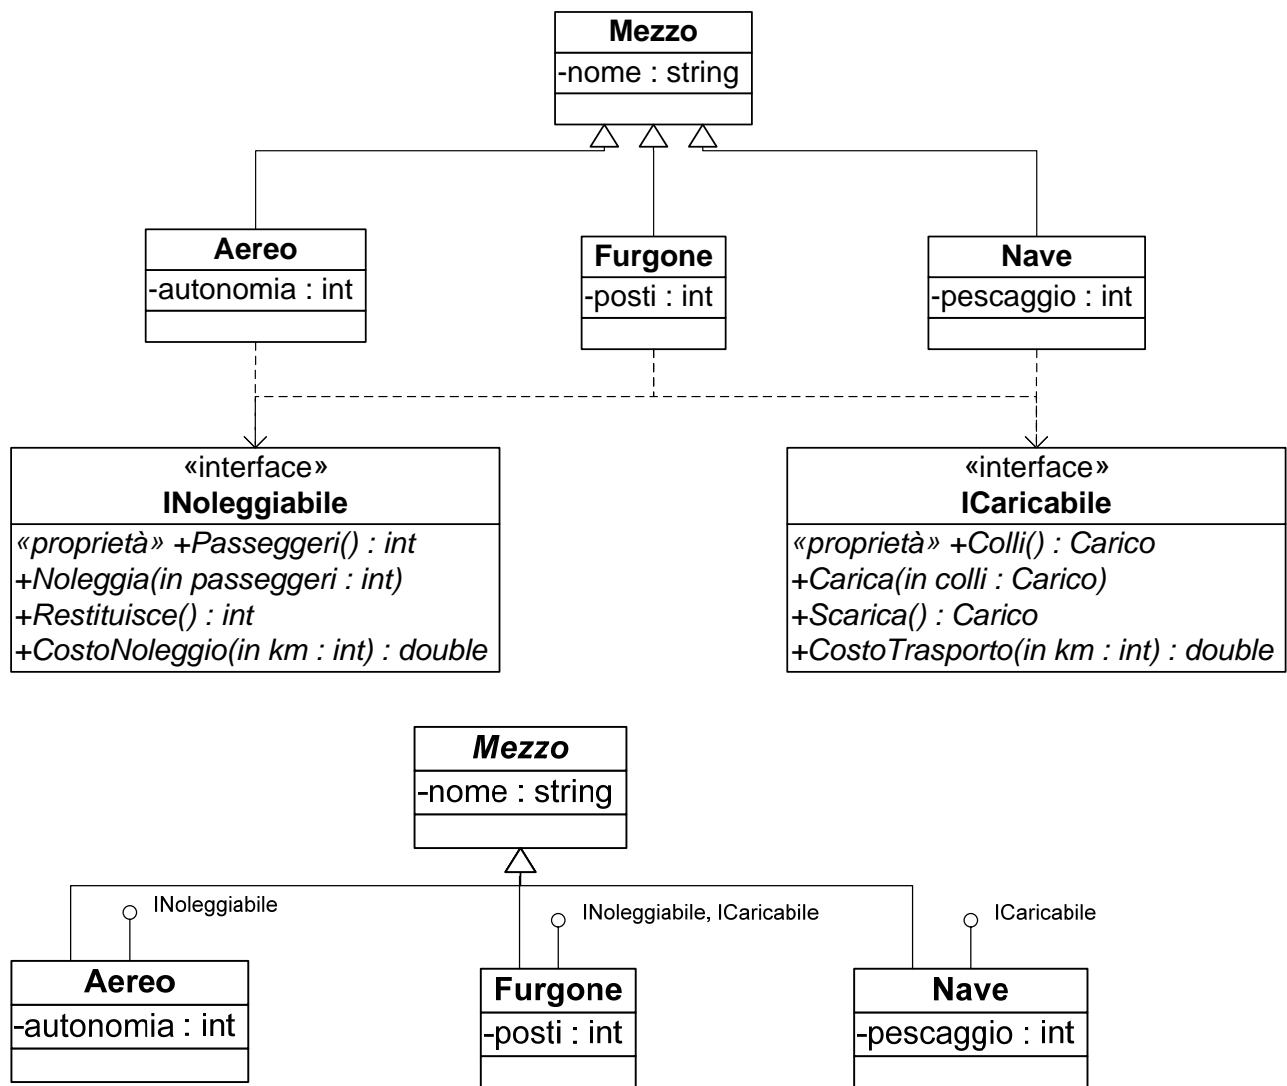 Mezzo
-nome : string
Aereo
-autonomia : int
Furgone
-posti : int
Nave
-pescaggio : int
«interface»
INoleggiabile
«proprietà» +Passeggeri() : int
+Noleggia(in passeggeri : int)
+Restituisce() : int
+CostoNoleggio(in km : int) : double
«interface»
ICaricabile
«proprietà» +Colli() : Carico
+Carica(in colli : Carico)
+Scarica() : Carico
+CostoTrasporto(in km : int) : double
Mezzo
-nome : string
INoleggiabile
INoleggiabile, ICaricabile
ICaricabile
Aereo
-autonomia : int
Furgone
-posti : int
Nave
-pescaggio : int